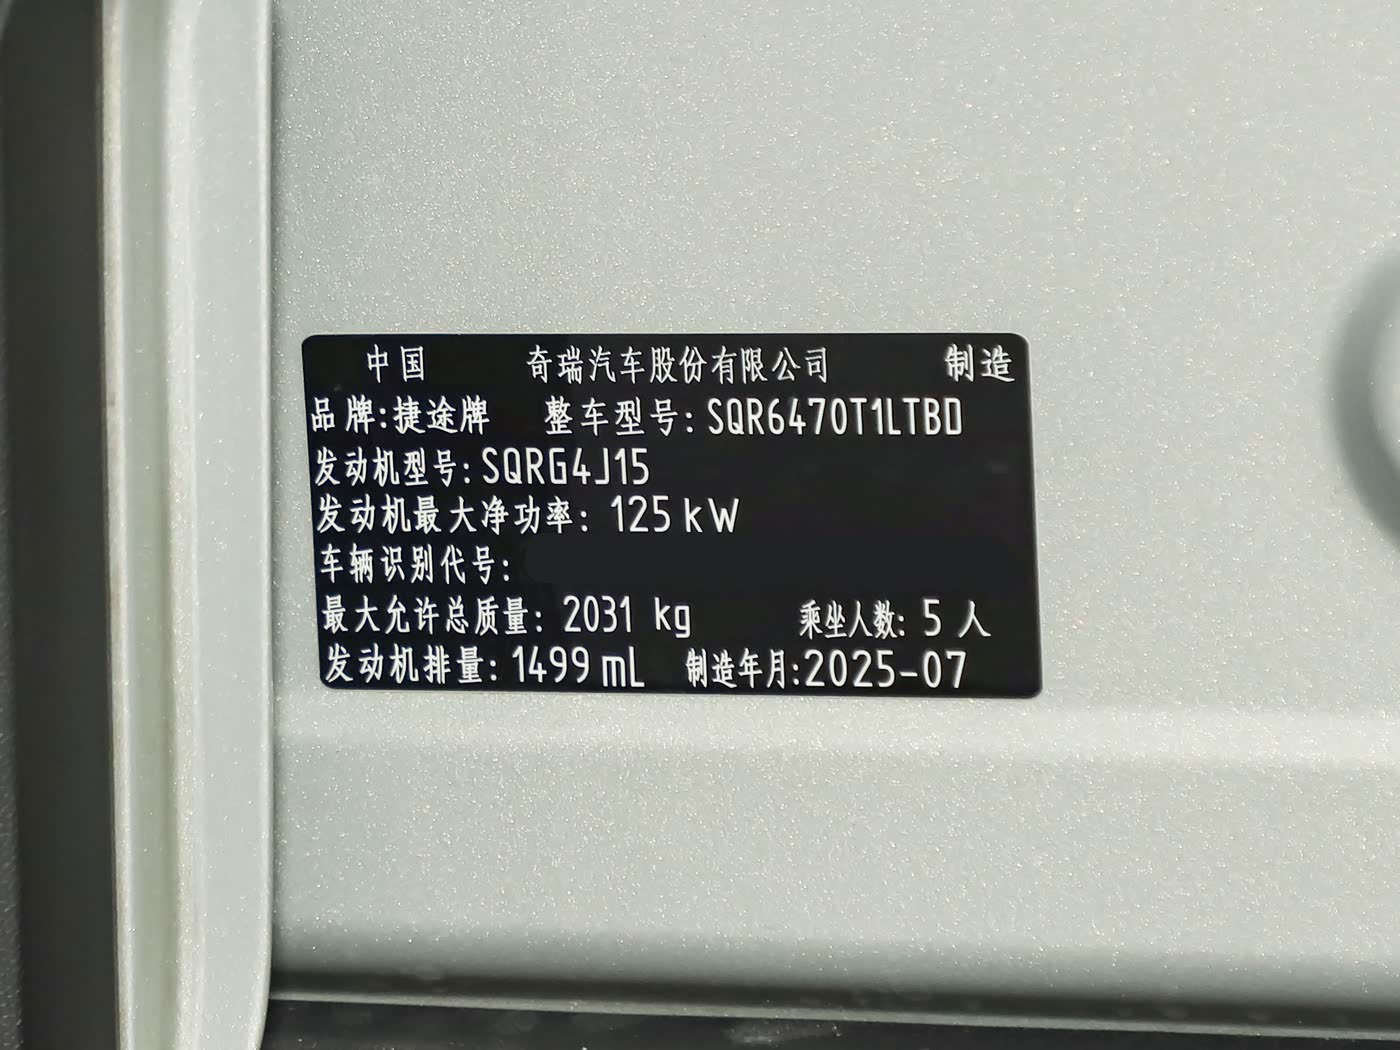 中国 奇瑞汽车股份有限公司 制造
品牌:捷途牌 整车型号:SQR6470T1LTBD
发动机型号:SQRG4J15
发动机最大净功率: 125 kW
车辆识别代号:
最大允许总质量: 2031 kg 乘坐人数: 5 人
发动机排量: 1499 mL 制造年月:2025-07